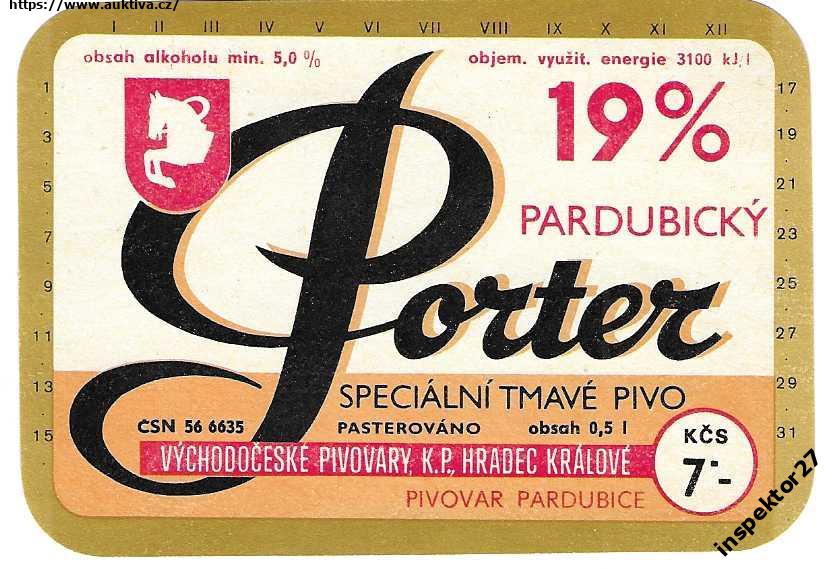 https://www.auktiva.cz/
I II III IV V VI VII VIII IX X XI XII
obsah alkoholu min. 5,0 %
objem. využit. energie 3100 kJ/l
19%
PARDUBICKÝ
Porter
SPECIÁLNÍ TMAVÉ PIVO
ČSN 56 6635
PASTEROVÁNO
obsah 0,5 l
VÝCHODOČESKÉ PIVOVARY, K.P., HRADEC KRÁLOVÉ
PIVOVAR PARDUBICE
KČS
7·-
1
3
5
7
9
11
13
15
17
19
21
23
25
27
29
31
inspektor27